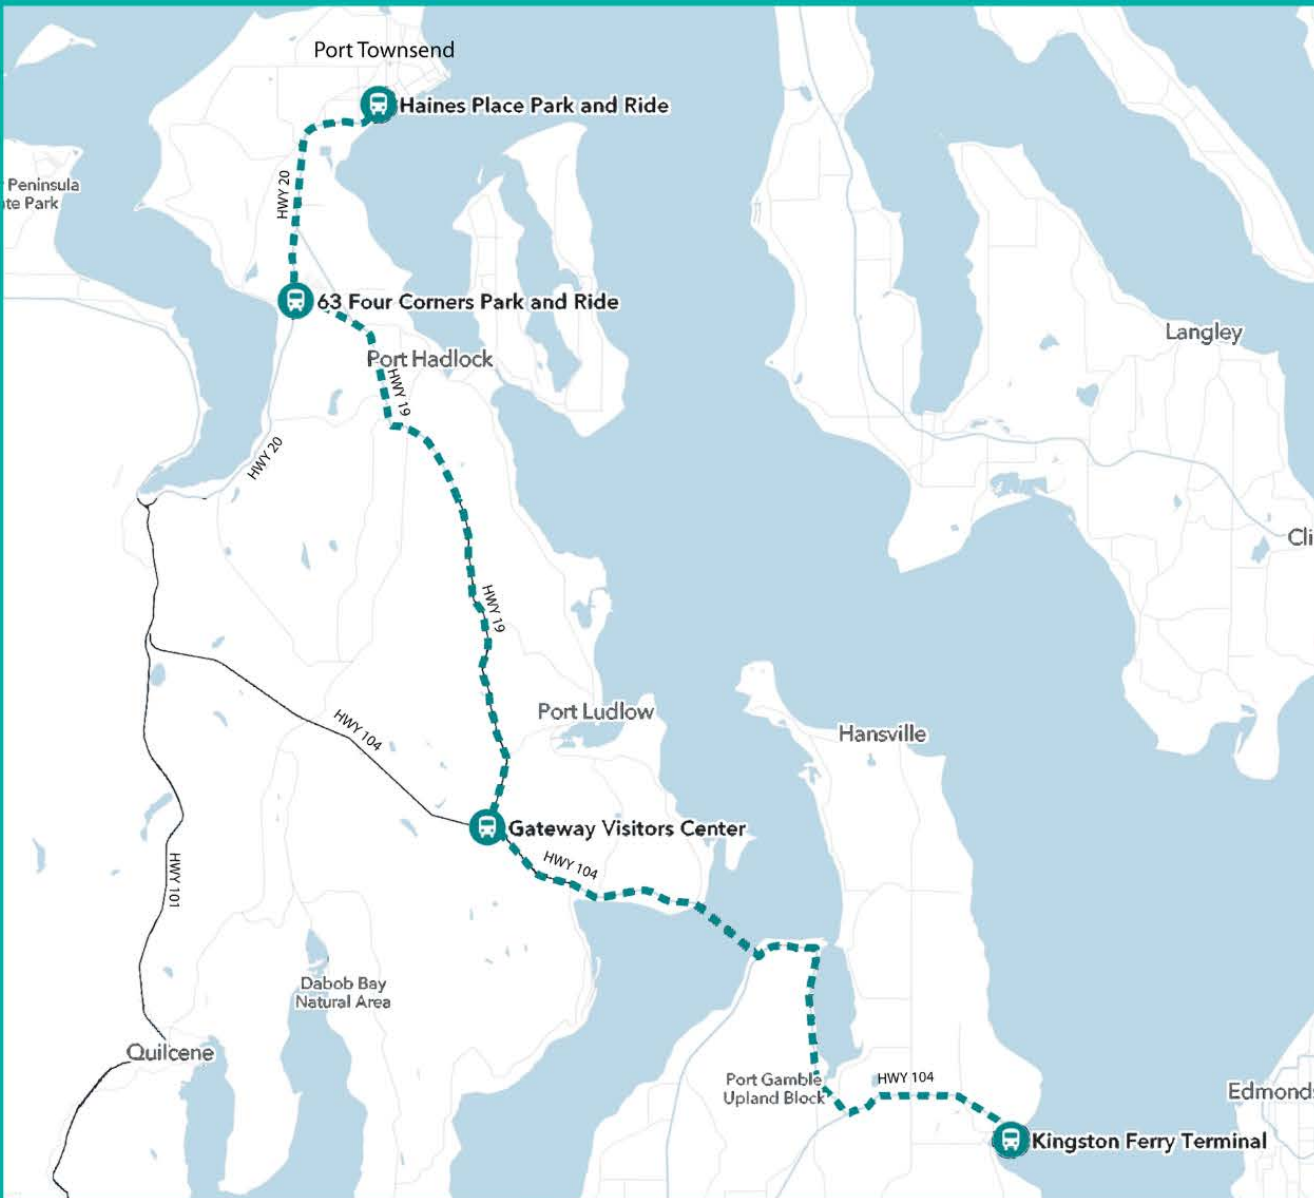 Port Townsend
Haines Place Park and Ride
Peninsula
te Park
HWY 20
63 Four Corners Park and Ride
Langley
Port Hadlock
HWY 19
HWY 20
Cli
HWY 19
Port Ludlow
HWY 104
Hansville
Gateway Visitors Center
HWY 104
HWY 101
Dabob Bay
Natural Area
Quilcene
Port Gamble
Upland Block
HWY 104
Edmonds
Kingston Ferry Terminal